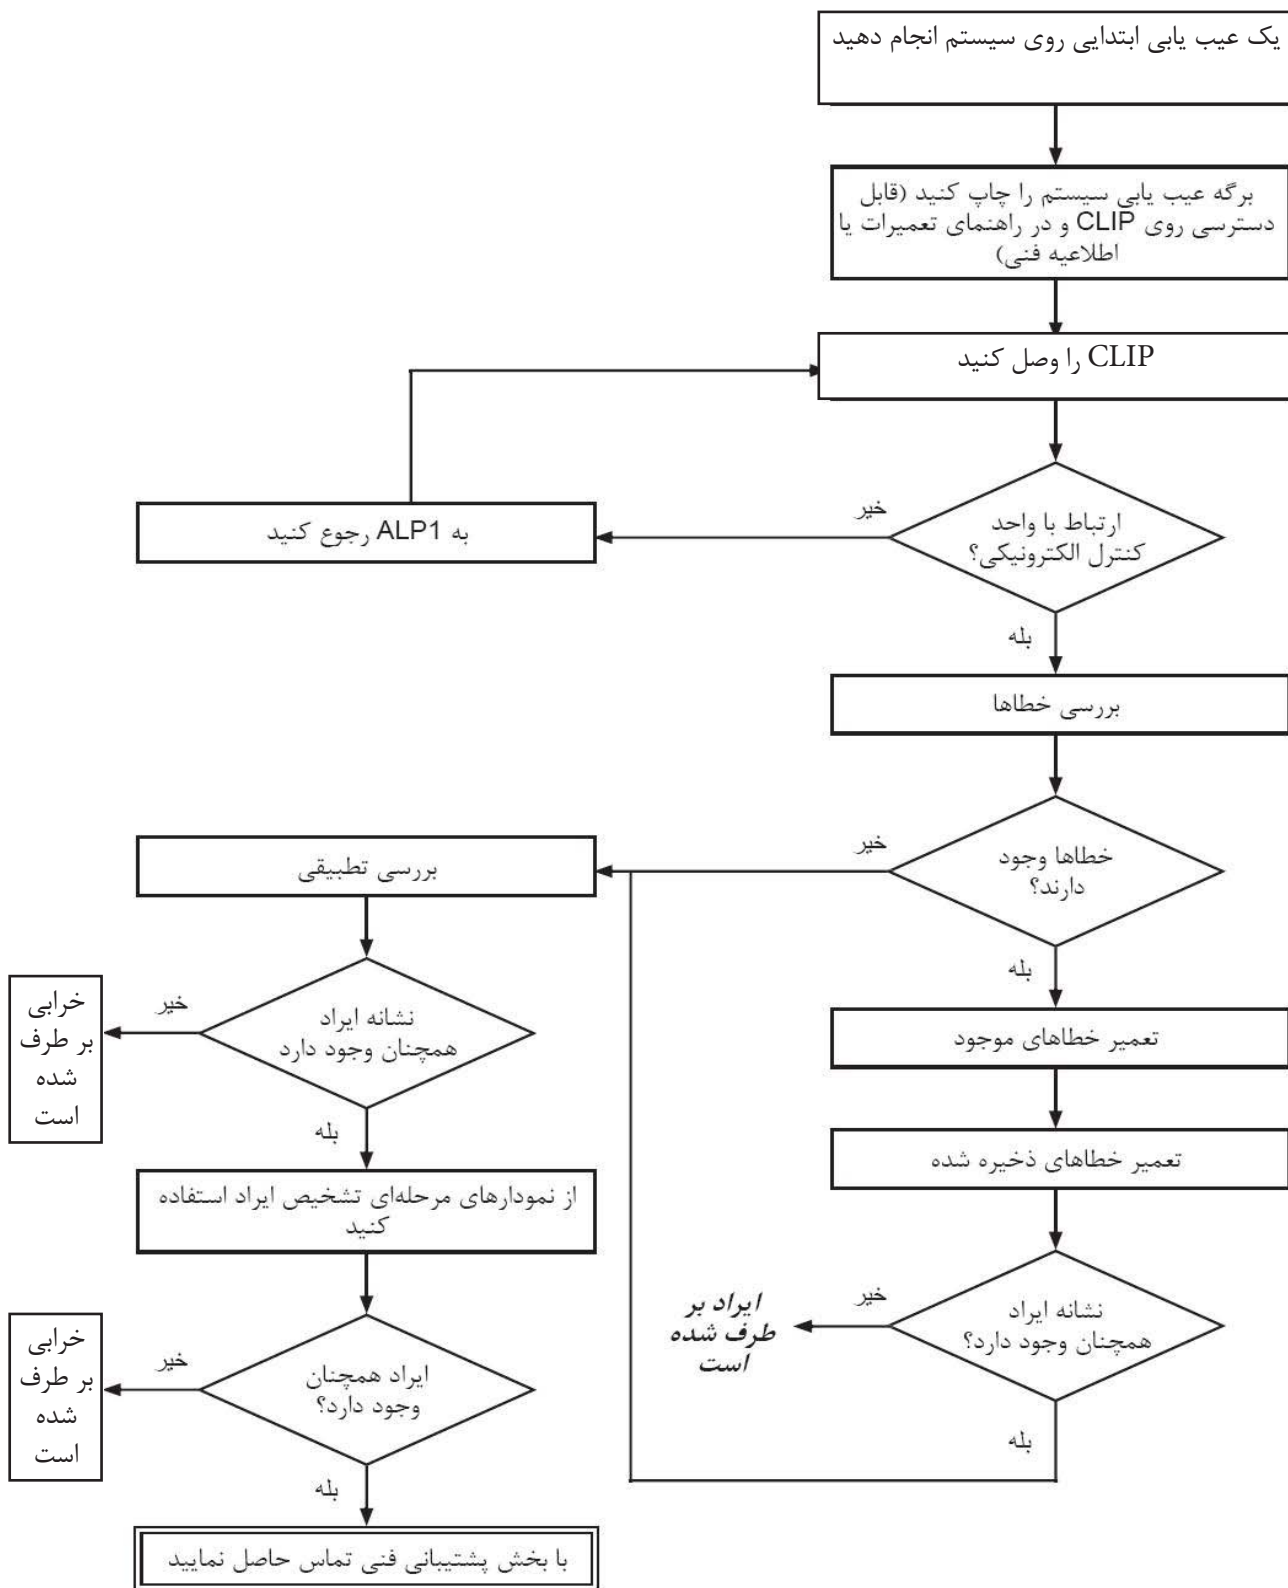 یک عیب یابی ابتدایی روی سیستم انجام دهید
برگه عیب یابی سیستم را چاپ کنید (قابل
دسترسی روی CLIP و در راهنمای تعمیرات یا
اطلاعیه فنی)
CLIP را وصل کنید
ارتباط با واحد
کنترل الکترونیکی؟
خیر
به ALP1 رجوع کنید
بله
بررسی خطاها
خطاها وجود
دارند؟
خیر
بررسی تطبیقی
بله
تعمیر خطاهای موجود
تعمیر خطاهای ذخیره شده
نشانه ایراد
همچنان وجود دارد؟
خیر
ایراد بر
طرف شده
است
بله
نشانه ایراد
همچنان وجود دارد
خیر
خرابی
بر طرف
شده
است
بله
از نمودارهای مرحله‌ای تشخیص ایراد استفاده
کنید
ایراد همچنان
وجود دارد؟
خیر
خرابی
بر طرف
شده
است
بله
با بخش پشتیبانی فنی تماس حاصل نمایید